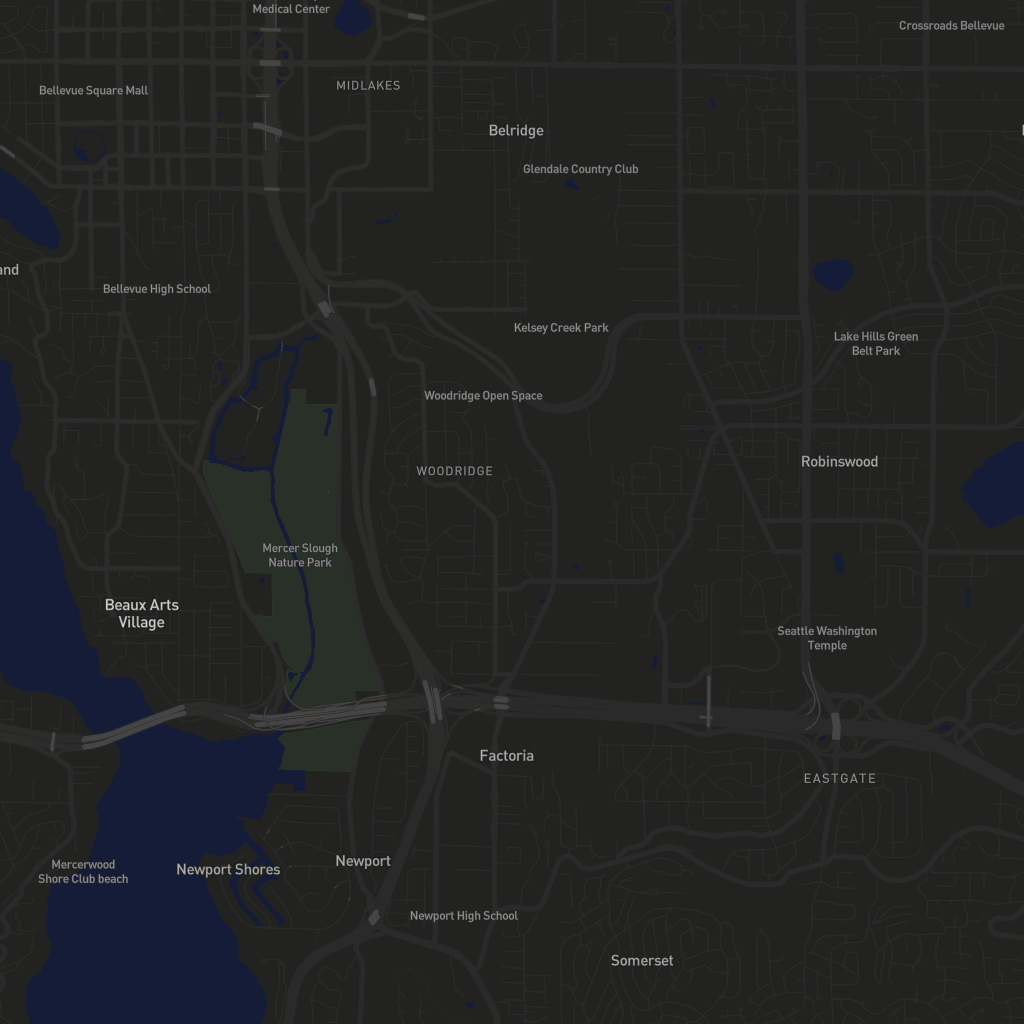 Medical Center
Crossroads Bellevue
MIDLAKES
Bellevue Square Mall
Belridge
Glendale Country Club
and
Bellevue High School
Kelsey Creek Park
Lake Hills Green
Belt Park
Woodridge Open Space
Robinswood
WOODRIDGE
Mercer Slough
Nature Park
Beaux Arts
Village
Seattle Washington
Temple
Factoria
EASTGATE
Newport
Mercerwood
Shore Club beach
Newport Shores
Newport High School
Somerset